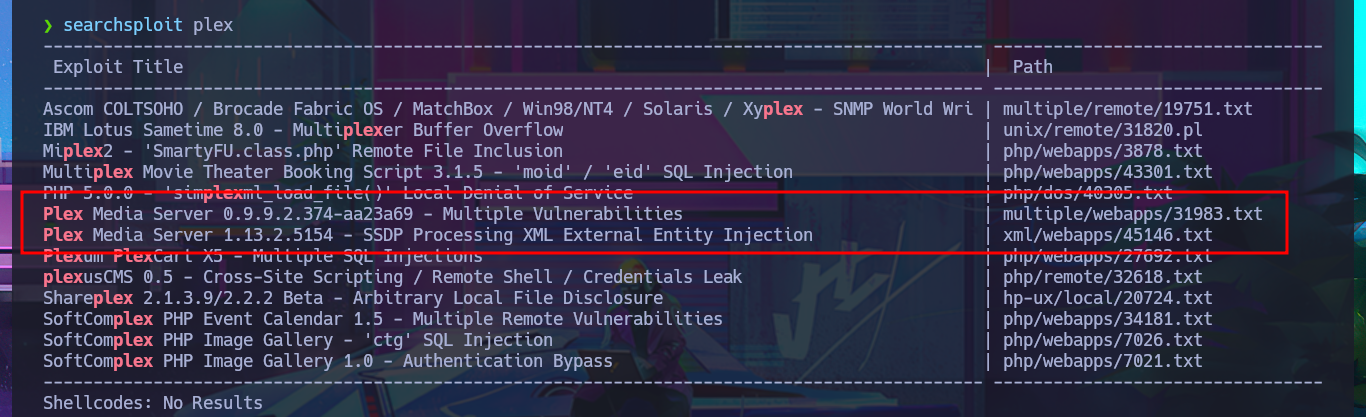 ❯ searchsploit plex
---------------------------------------------------------------------------------------------- ---------------------------------
 Exploit Title                                                                                |  Path
---------------------------------------------------------------------------------------------- ---------------------------------
Ascom COLTSOHO / Brocade Fabric OS / MatchBox / Win98/NT4 / Solaris / Xyplex - SNMP World Wri | multiple/remote/19751.txt
IBM Lotus Sametime 8.0 - Multiplexer Buffer Overflow                                          | unix/remote/31820.pl
Miplex2 - 'SmartyFU.class.php' Remote File Inclusion                                          | php/webapps/3878.txt
Multiplex Movie Theater Booking Script 3.1.5 - 'moid' / 'eid' SQL Injection                   | php/webapps/43301.txt
PHP 5.0.0 - 'simplexml_load_file()' Local Denial of Service                                   | php/dos/40305.txt
Plex Media Server 0.9.9.2.374-aa23a69 - Multiple Vulnerabilities                              | multiple/webapps/31983.txt
Plex Media Server 1.13.2.5154 - SSDP Processing XML External Entity Injection                 | xml/webapps/45146.txt
Plexum PlexCart X5 - Multiple SQL Injections                                                  | php/webapps/27692.txt
plexusCMS 0.5 - Cross-Site Scripting / Remote Shell / Credentials Leak                        | php/remote/32618.txt
Shareplex 2.1.3.9/2.2.2 Beta - Arbitrary Local File Disclosure                                | hp-ux/local/20724.txt
SoftComplex PHP Event Calendar 1.5 - Multiple Remote Vulnerabilities                          | php/webapps/34181.txt
SoftComplex PHP Image Gallery - 'ctg' SQL Injection                                           | php/webapps/7026.txt
SoftComplex PHP Image Gallery 1.0 - Authentication Bypass                                     | php/webapps/7021.txt
---------------------------------------------------------------------------------------------- ---------------------------------
Shellcodes: No Results